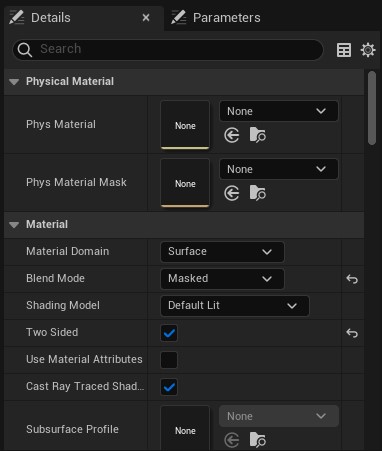 Details
Parameters
Search
Physical Material
Phys Material
None
None
Phys Material Mask
None
None
Material
Material Domain
Surface
Blend Mode
Masked
Shading Model
Default Lit
Two Sided
Use Material Attributes
Cast Ray Traced Shad...
Subsurface Profile
None
None